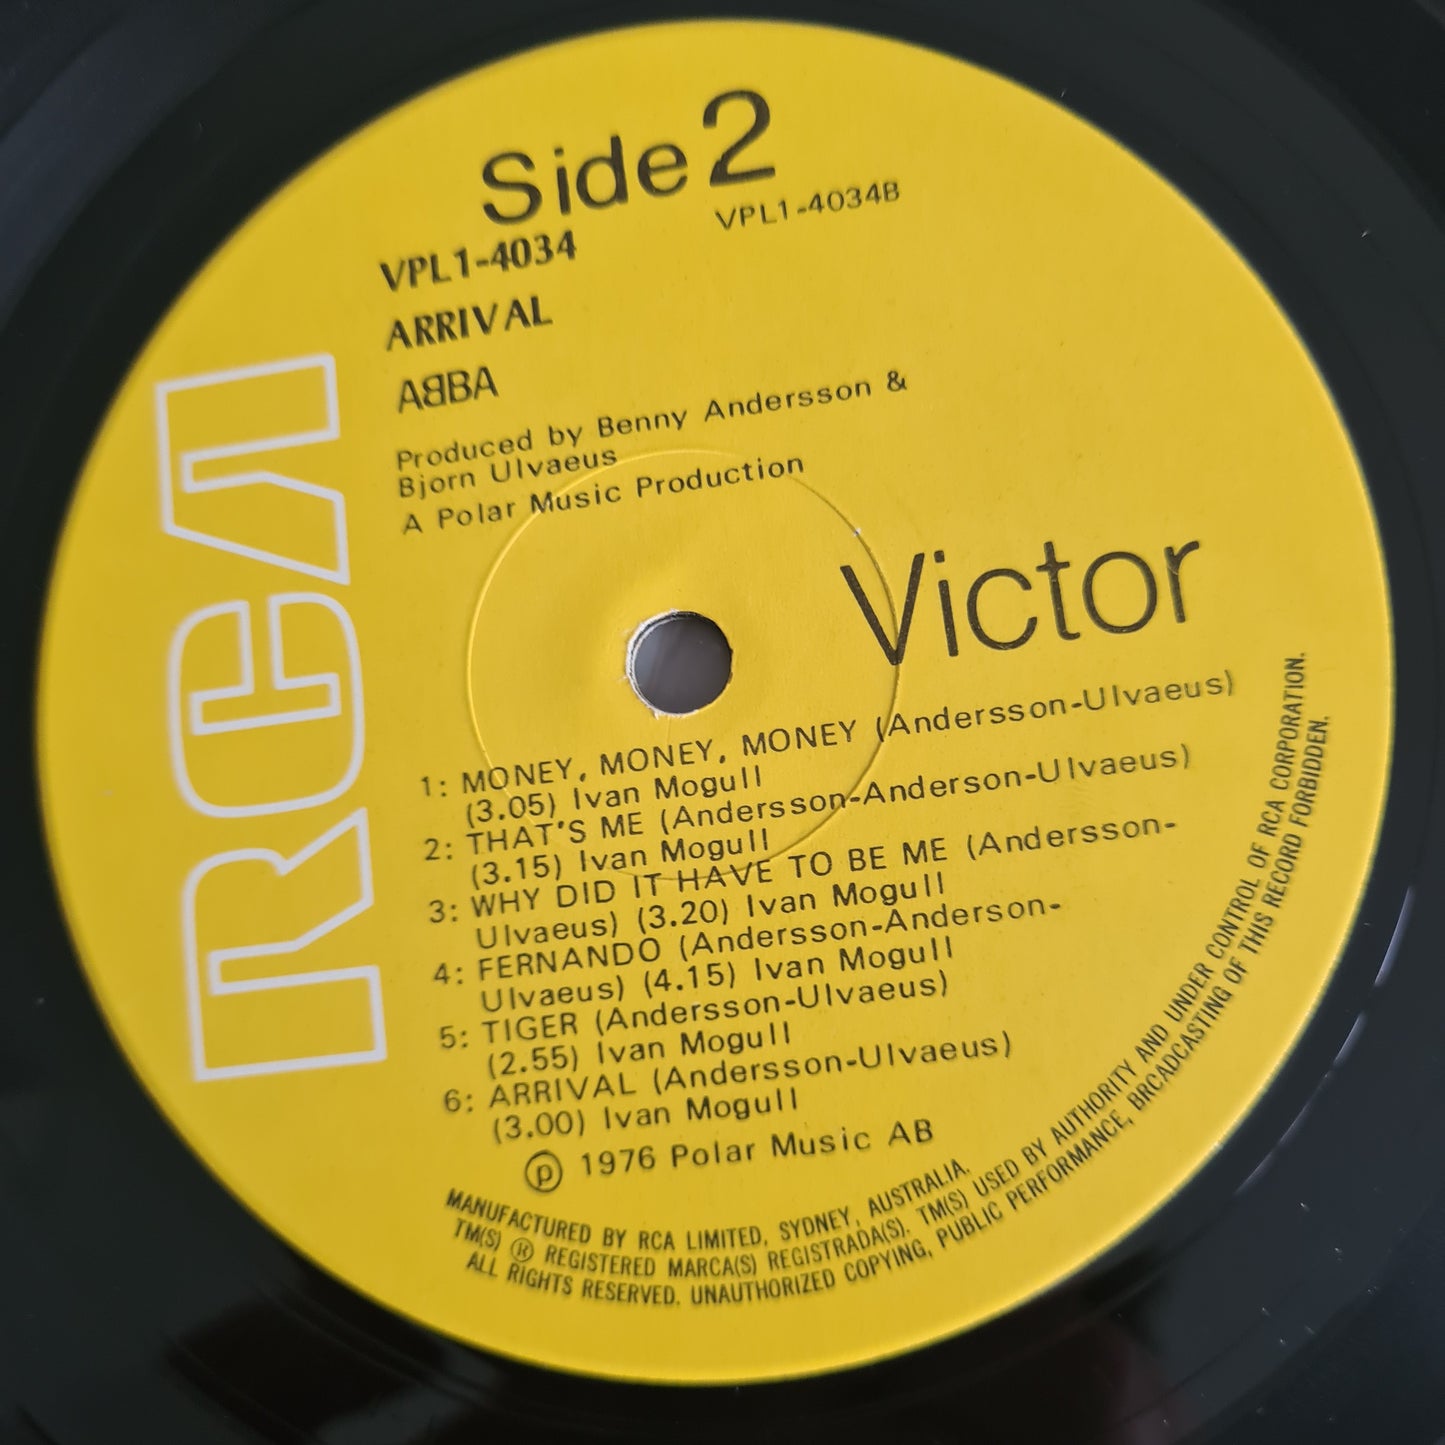 Side 2
VPL1-4034B
VPL1-4034
ARRIVAL
AᗺBA
Produced by Benny Andersson &
Bjorn Ulvaeus
A Polar Music Production
RCA
Victor
1: MONEY, MONEY, MONEY (Andersson-Ulvaeus)
(3.05) Ivan Mogull
2: THAT'S ME (Andersson-Anderson-Ulvaeus)
(3.15) Ivan Mogull
3: WHY DID IT HAVE TO BE ME (Andersson-
Ulvaeus) (3.20) Ivan Mogull
4: FERNANDO (Andersson-Anderson-
Ulvaeus) (4.15) Ivan Mogull
5: TIGER (Andersson-Ulvaeus)
(2.55) Ivan Mogull
6: ARRIVAL (Andersson-Ulvaeus)
(3.00) Ivan Mogull
℗ 1976 Polar Music AB
MANUFACTURED BY RCA LIMITED, SYDNEY, AUSTRALIA.
TM(S) ® REGISTERED MARCA(S) REGISTRADA(S). TM(S) USED BY AUTHORITY AND UNDER CONTROL OF RCA CORPORATION.
ALL RIGHTS RESERVED. UNAUTHORIZED COPYING, PUBLIC PERFORMANCE, BRCADCASTING OF THIS RECORD FORBIDDEN.